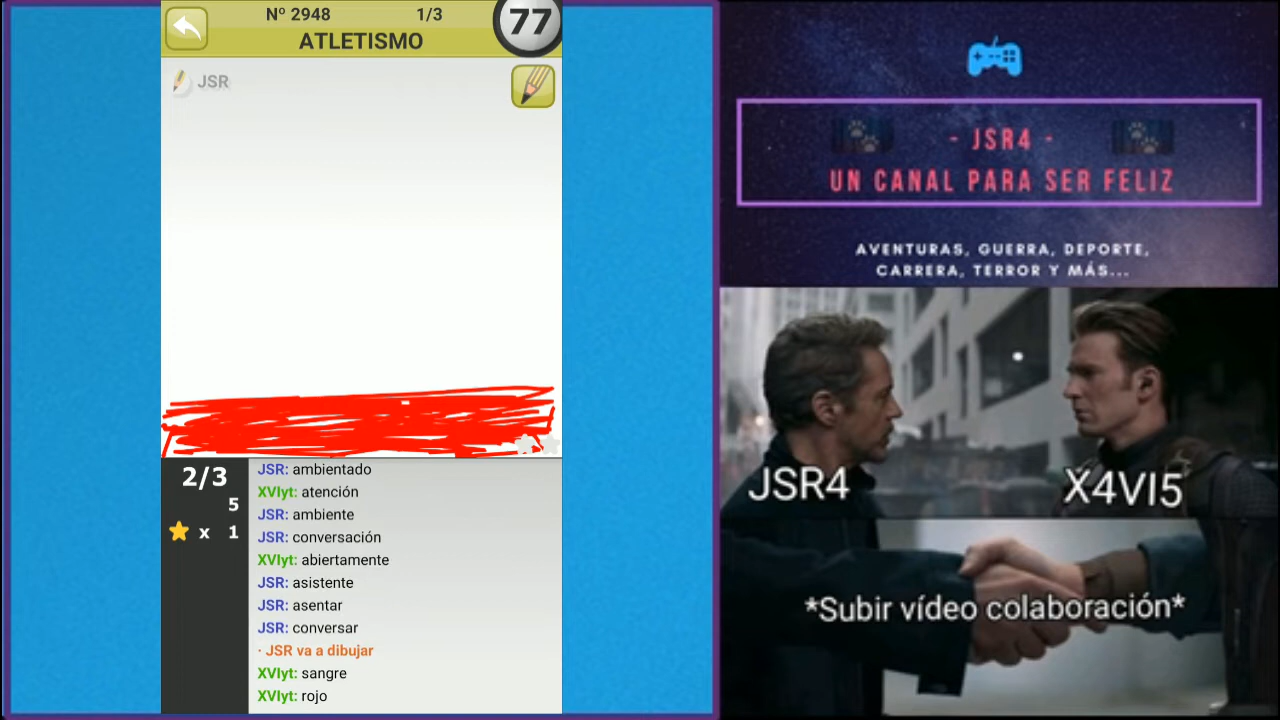 Nº 2948 1/3
77
ATLETISMO
JSR
2/3
5
x 1
JSR: ambientado
XVIyt: atención
JSR: ambiente
JSR: conversación
XVIyt: abiertamente
JSR: asistente
JSR: asentar
JSR: conversar
· JSR va a dibujar
XVIyt: sangre
XVIyt: rojo
- JSR4 -
UN CANAL PARA SER FELIZ
AVENTURAS, GUERRA, DEPORTE,
CARRERA, TERROR Y MÁS...
JSR4 X4VI5
*Subir vídeo colaboración*